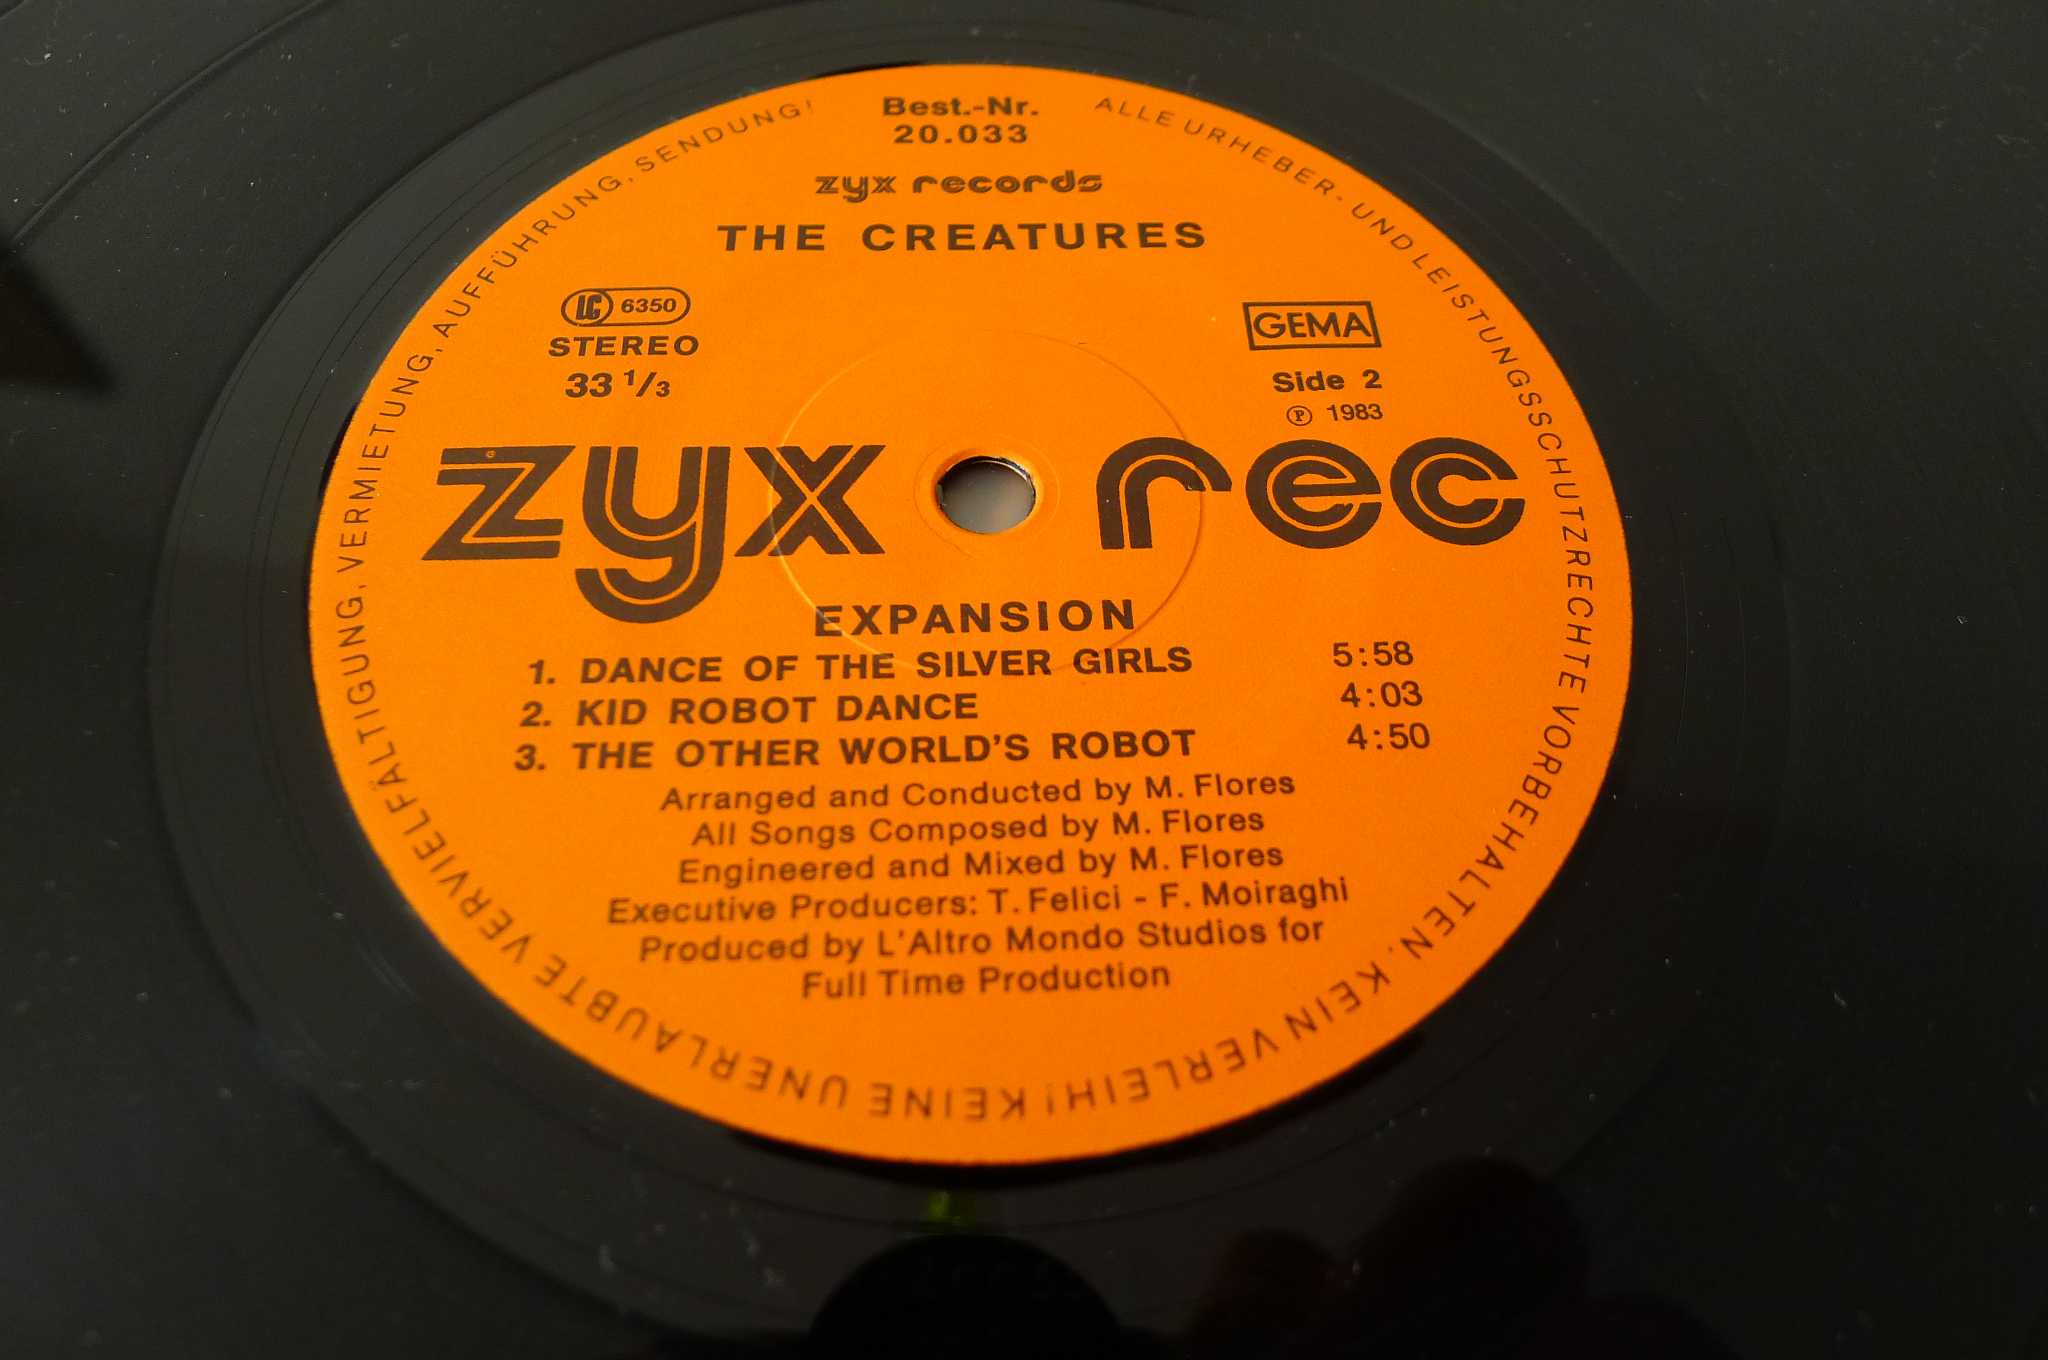 Best.-Nr.
20.033
zyx records
THE CREATURES
LC 6350
STEREO
33 1/3
GEMA
Side 2
Ⓟ 1983
zyx rec
EXPANSION
1. DANCE OF THE SILVER GIRLS 5:58
2. KID ROBOT DANCE 4:03
3. THE OTHER WORLD'S ROBOT 4:50
Arranged and Conducted by M. Flores
All Songs Composed by M. Flores
Engineered and Mixed by M. Flores
Executive Producers: T. Felici - F. Moiraghi
Produced by L'Altro Mondo Studios for
Full Time Production
ALLE URHEBER- UND LEISTUNGSSCHUTZRECHTE VORBEHALTEN. KEIN VERLEIH! KEINE UNERLAUBTE VERVIELFÄLTIGUNG, VERMIETUNG, AUFFÜHRUNG, SENDUNG!